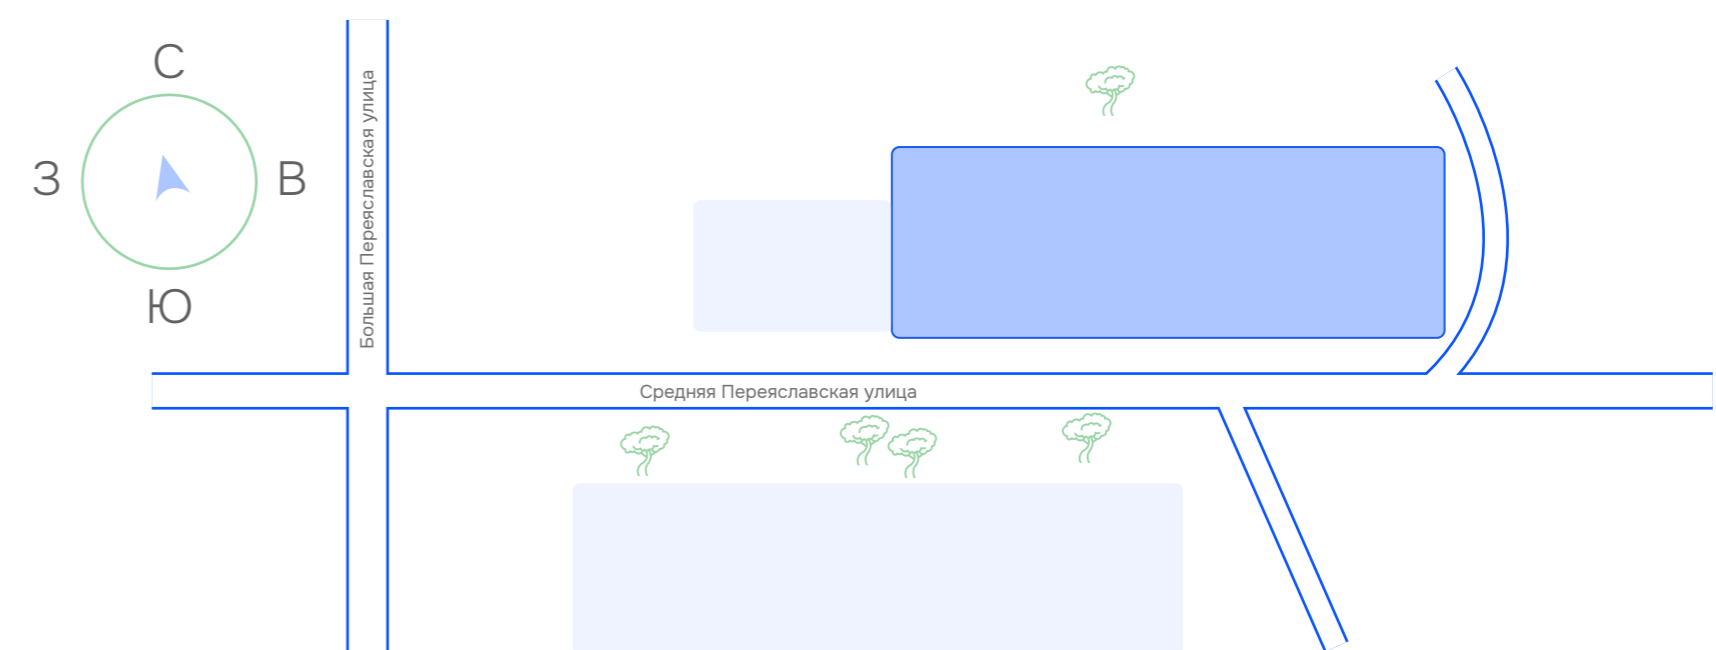 С
З
В
Ю
Большая Переяславская улица
Средняя Переяславская улица